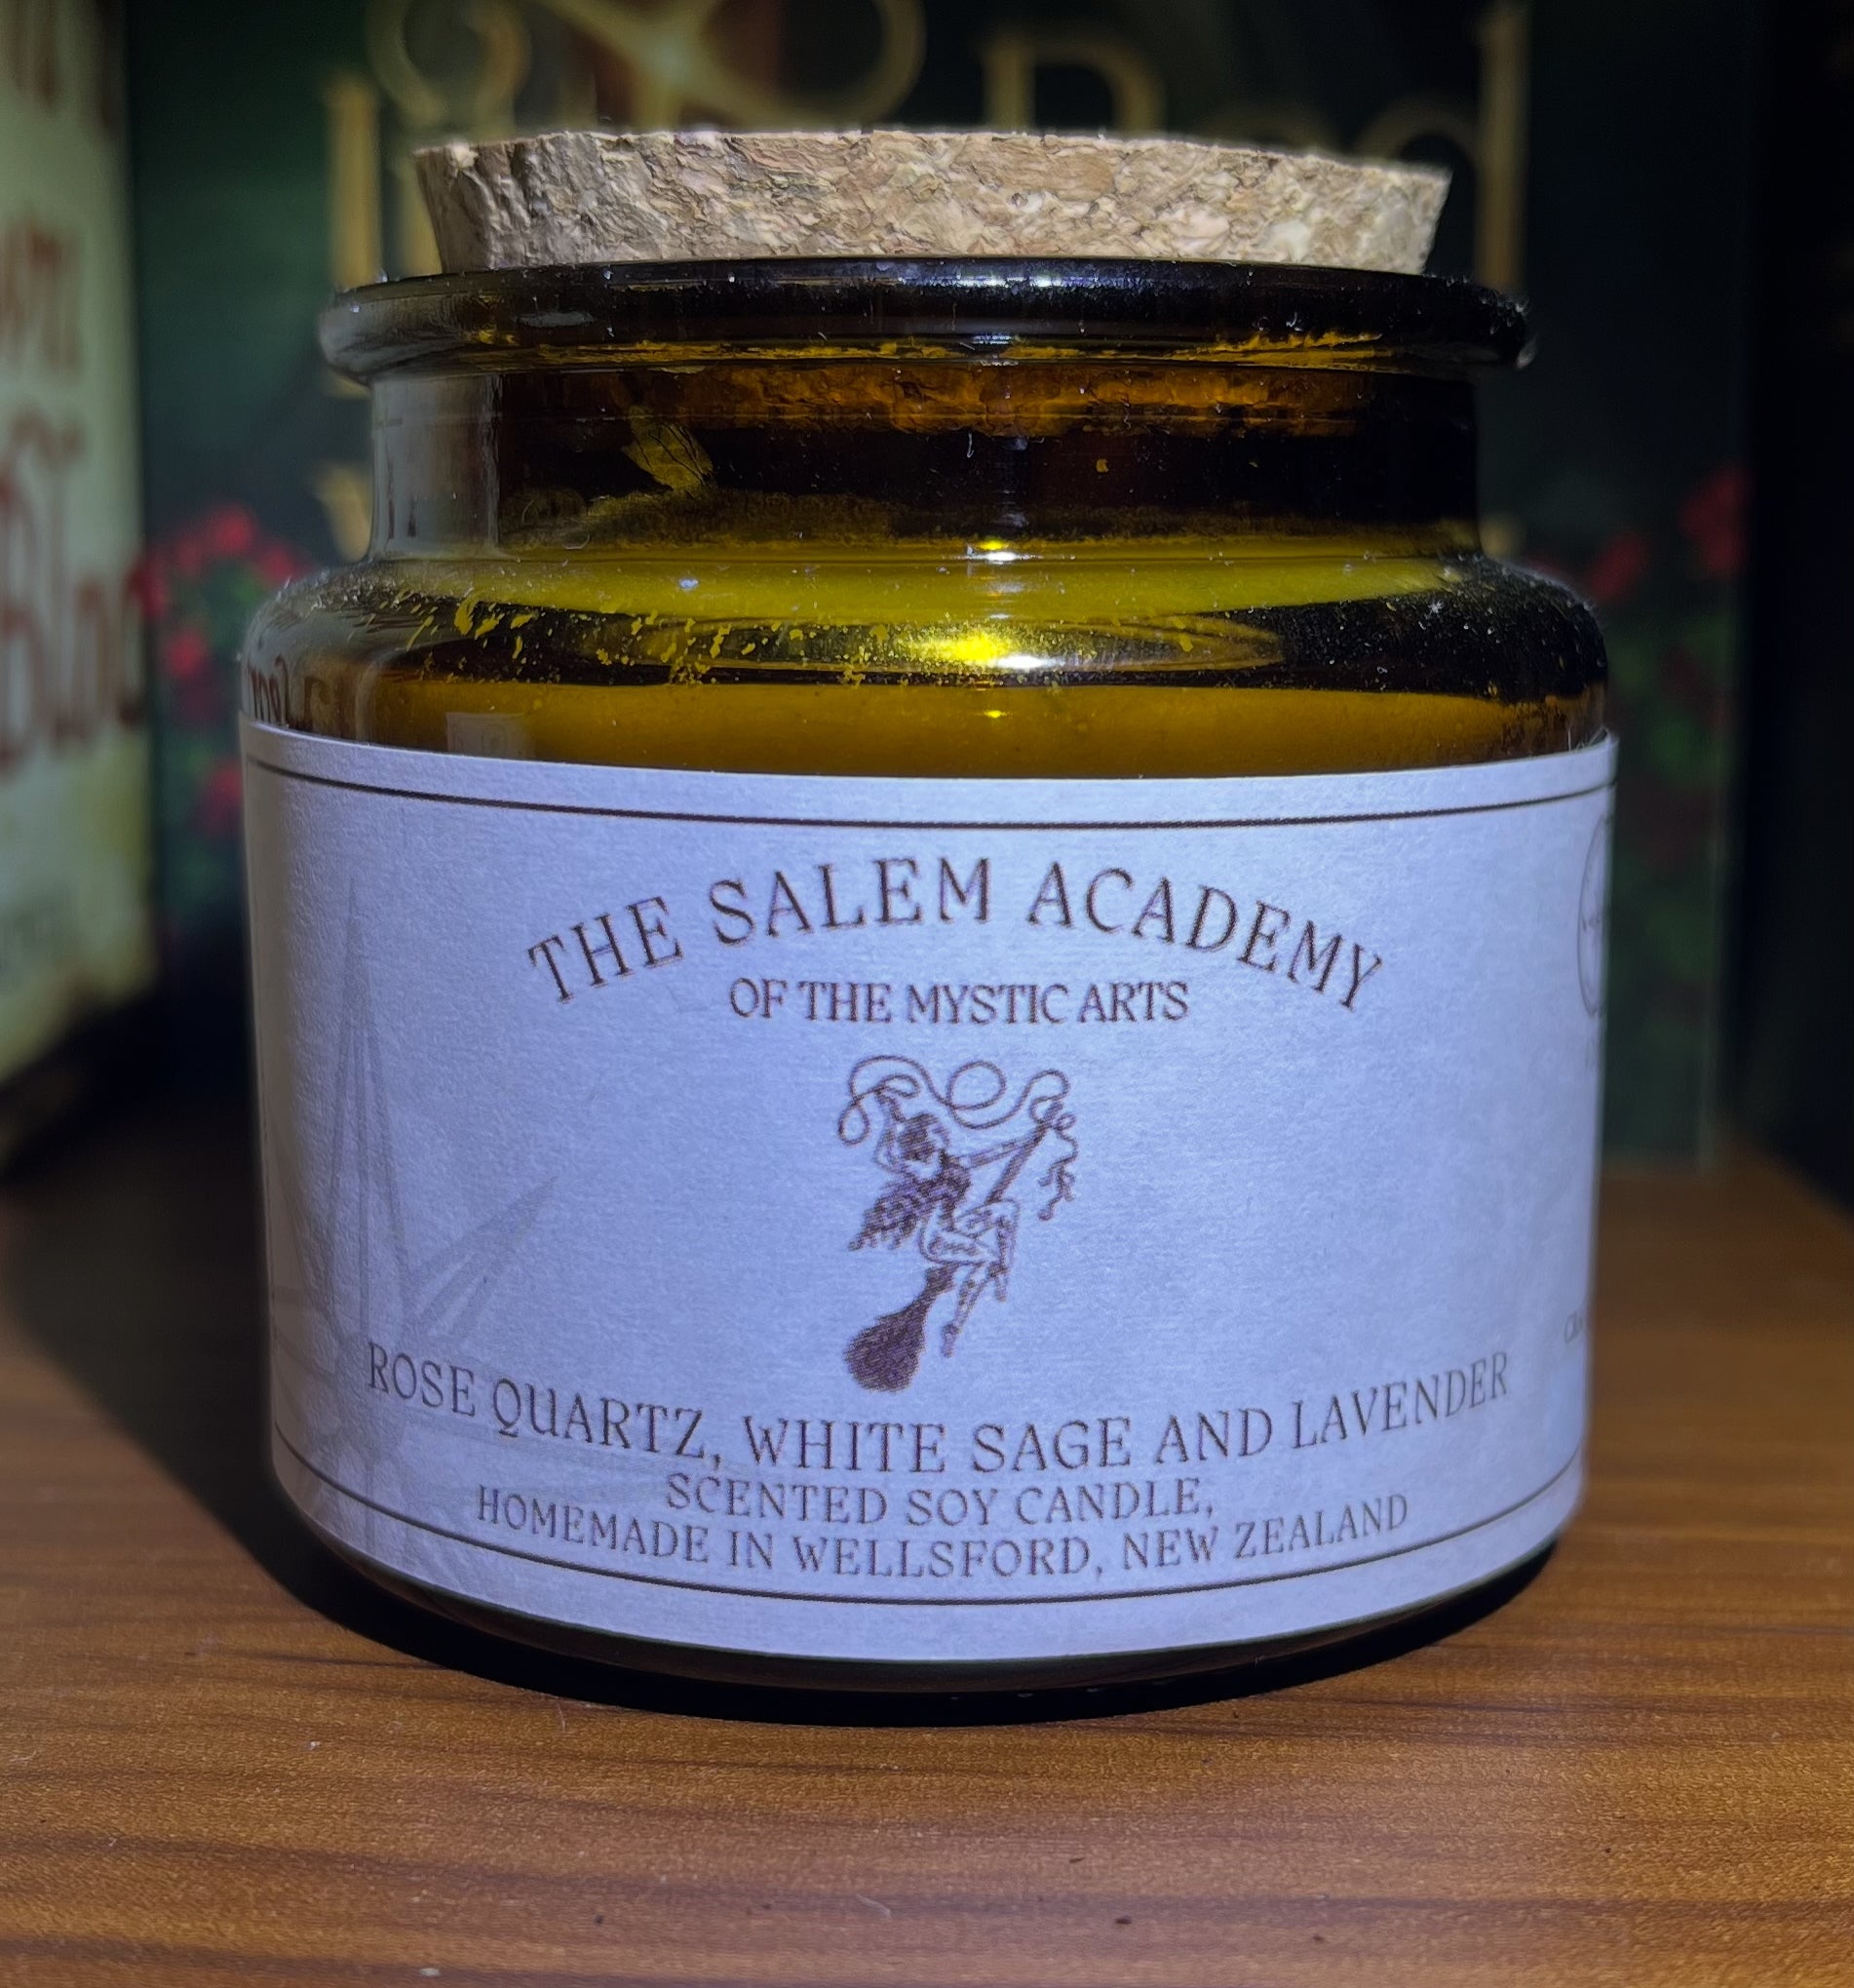 THE SALEM ACADEMY
OF THE MYSTIC ARTS
ROSE QUARTZ, WHITE SAGE AND LAVENDER
SCENTED SOY CANDLE,
HOMEMADE IN WELLSFORD, NEW ZEALAND